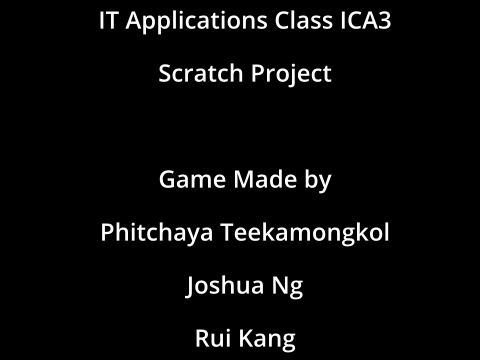 IT Applications Class ICA3
Scratch Project
Game Made by
Phitchaya Teekamongkol
Joshua Ng
Rui Kang